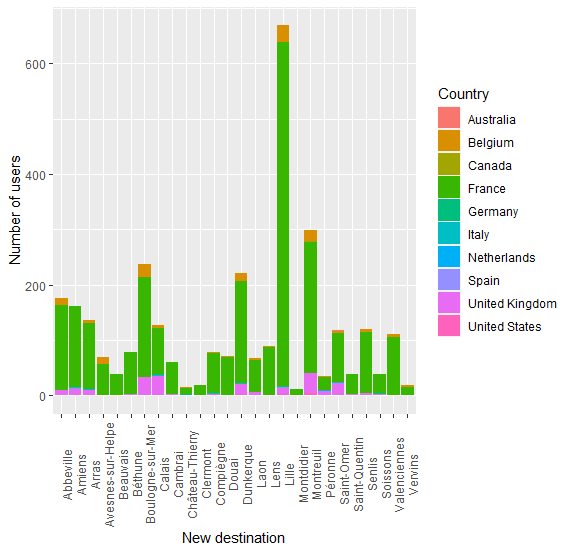 Number of users
600
400
200
0
Abbeville
Amiens
Arras
Avesnes-sur-Helpe
Beauvais
Béthune
Boulogne-sur-Mer
Calais
Cambrai
Château-Thierry
Clermont
Compiègne
Douai
Dunkerque
Laon
Lens
Lille
Montdidier
Montreuil
Péronne
Saint-Omer
Saint-Quentin
Senlis
Soissons
Valenciennes
Vervins
New destination
Country
Australia
Belgium
Canada
France
Germany
Italy
Netherlands
Spain
United Kingdom
United States